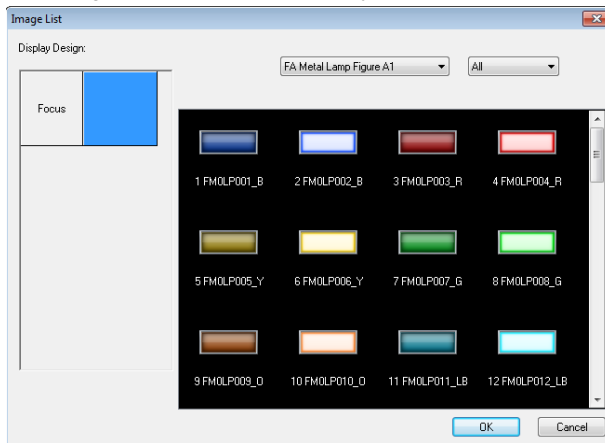 Image List
Display Design:
FA Metal Lamp Figure A1
All
Focus
1 FM0LP001_B
2 FM0LP002_B
3 FM0LP003_R
4 FM0LP004_R
5 FM0LP005_Y
6 FM0LP006_Y
7 FM0LP007_G
8 FM0LP008_G
9 FM0LP009_O
10 FM0LP010_O
11 FM0LP011_LB
12 FM0LP012_LB
OK
Cancel